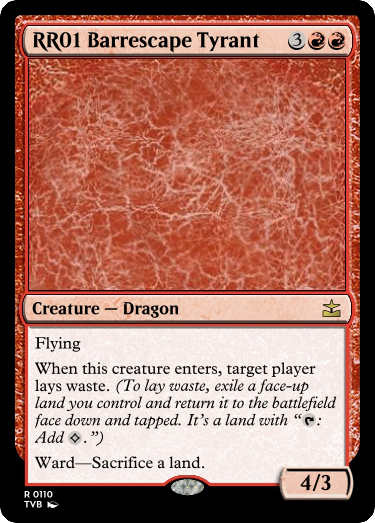 RR01 Barrescape Tyrant 3
Creature — Dragon
Flying
When this creature enters, target player
lays waste. (To lay waste, exile a face-up
land you control and return it to the battlefield
face down and tapped. It's a land with “
:
Add
.”)
Ward—Sacrifice a land.
4/3
R 0110
TVB